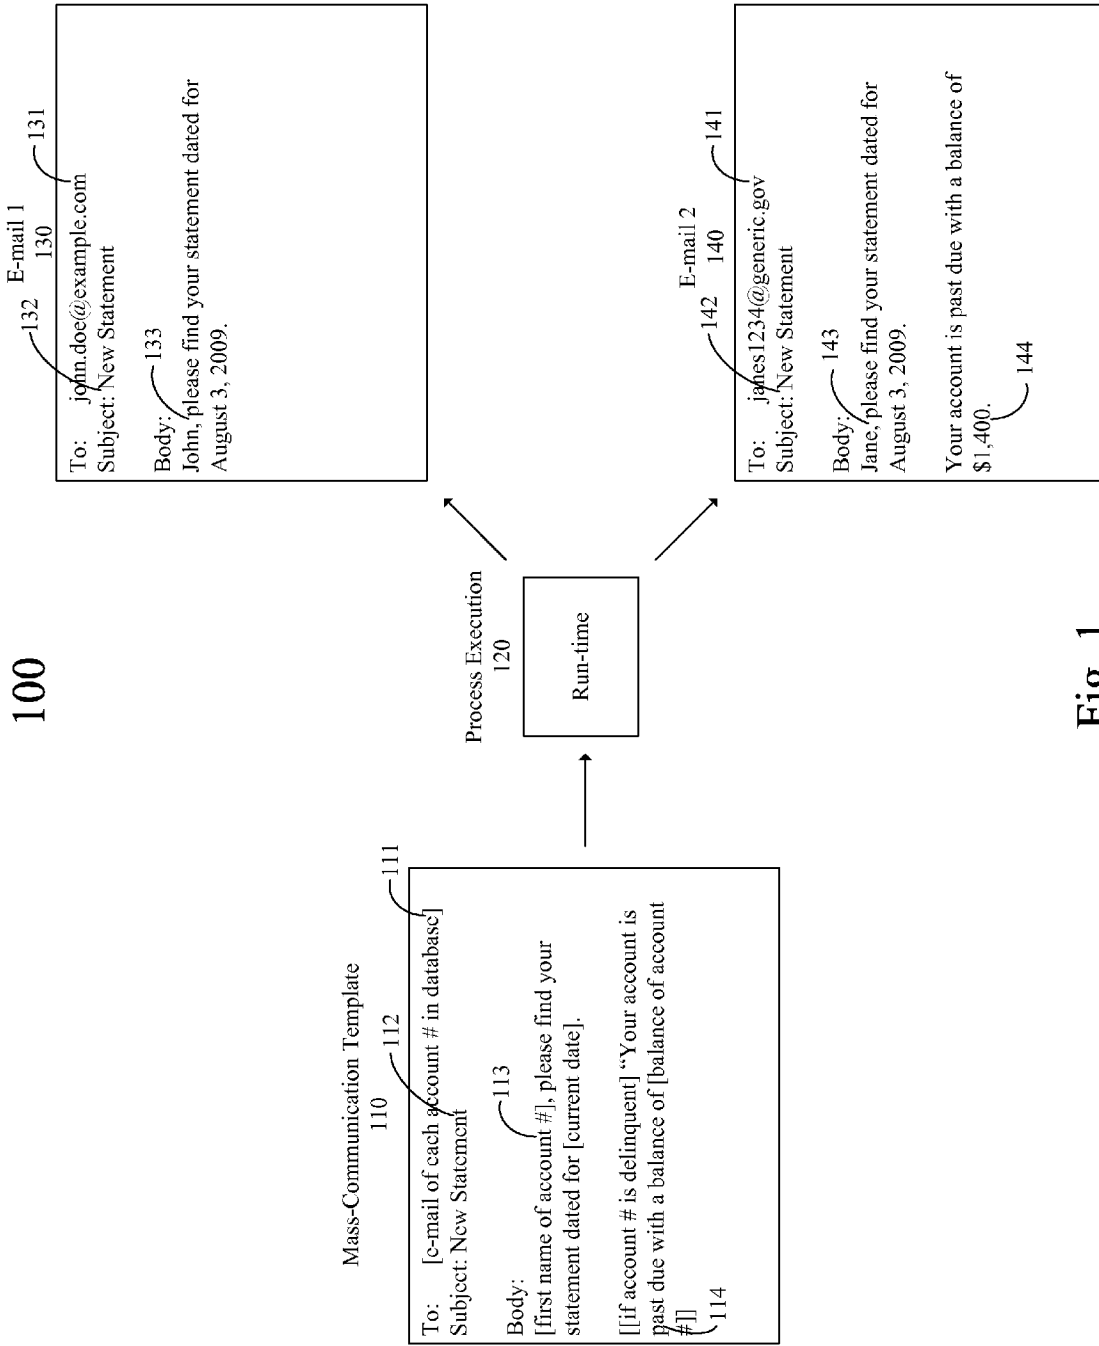 100
Mass-Communication Template
110
111
112
To: [e-mail of each account # in database]
Subject: New Statement
113
Body:
[first name of account #], please find your
statement dated for [current date].
[[if account # is delinquent] “Your account is
past due with a balance of [balance of account
#]]
114
Process Execution
120
Run-time
E-mail 1
130
131
132
To: john.doe@example.com
Subject: New Statement
133
Body:
John, please find your statement dated for
August 3, 2009.
E-mail 2
140
141
142
To: janes1234@generic.gov
Subject: New Statement
143
Body:
Jane, please find your statement dated for
August 3, 2009.
Your account is past due with a balance of
$1,400.
144
Fig. 1